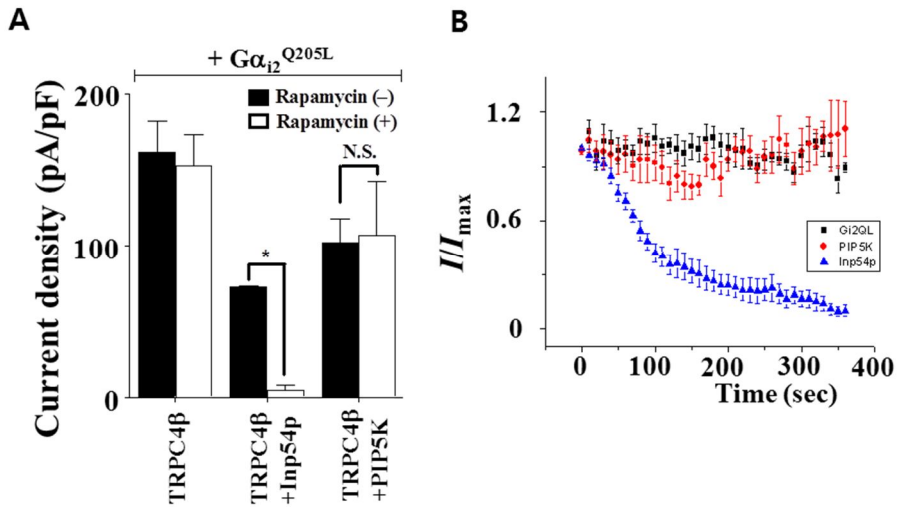 A
+ Gαi2Q205L
Current density (pA/pF)
200
100
0
Rapamycin (–)
Rapamycin (+)
*
N.S.
TRPC4β
TRPC4β
+Inp54p
TRPC4β
+PIP5K
B
I/Imax
1.2
0.6
0
Gi2QL
PIP5K
Inp54p
0 100 200 300 400
Time (sec)